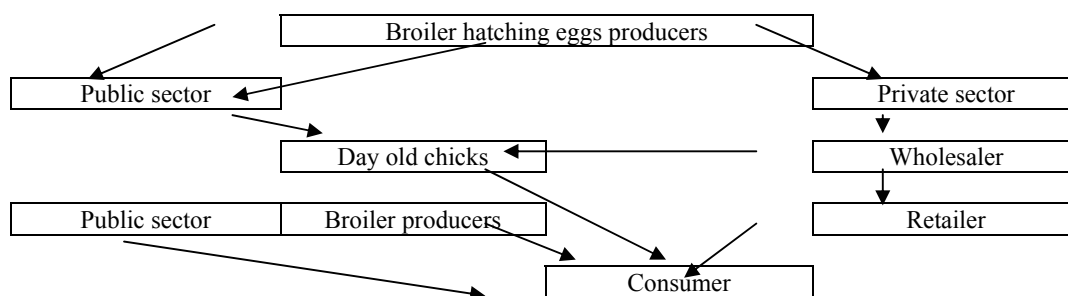 Broiler hatching eggs producers
Public sector Private sector
Day old chicks Wholesaler
Public sector Broiler producers Retailer
Consumer